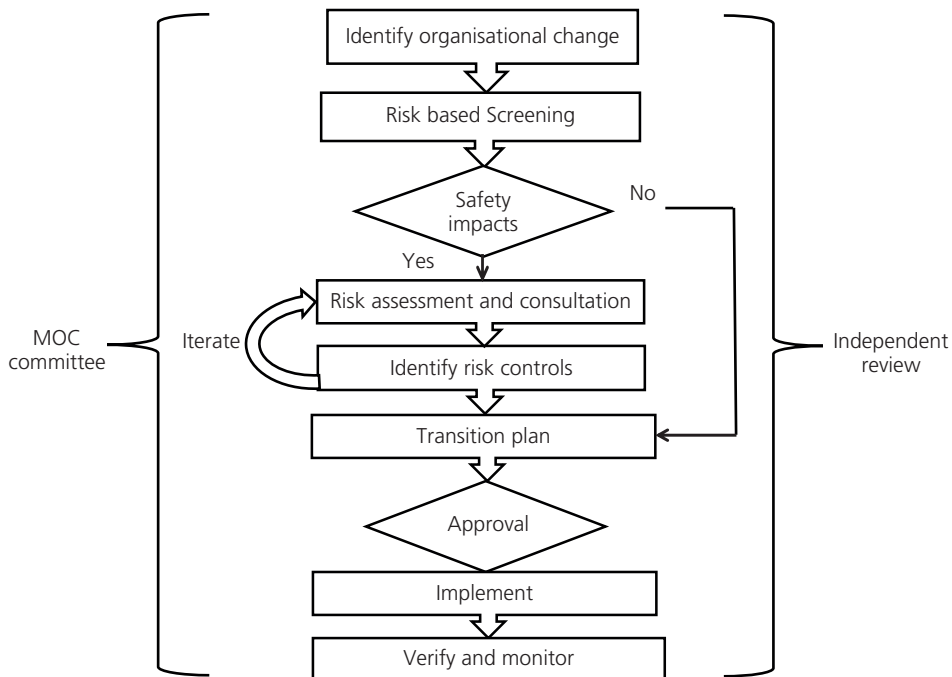 Identify organisational change
Risk based Screening
Safety
impacts
No
Yes
Risk assessment and consultation
Iterate
MOC
committee
Independent
review
Identify risk controls
Transition plan
Approval
Implement
Verify and monitor